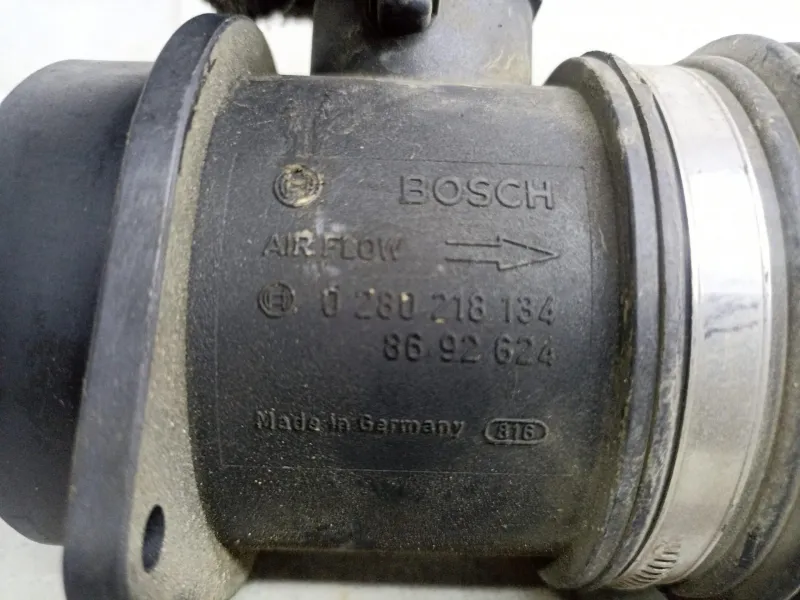 BOSCH
AIR FLOW
0 280 218 134
86 92 624
Made in Germany 816